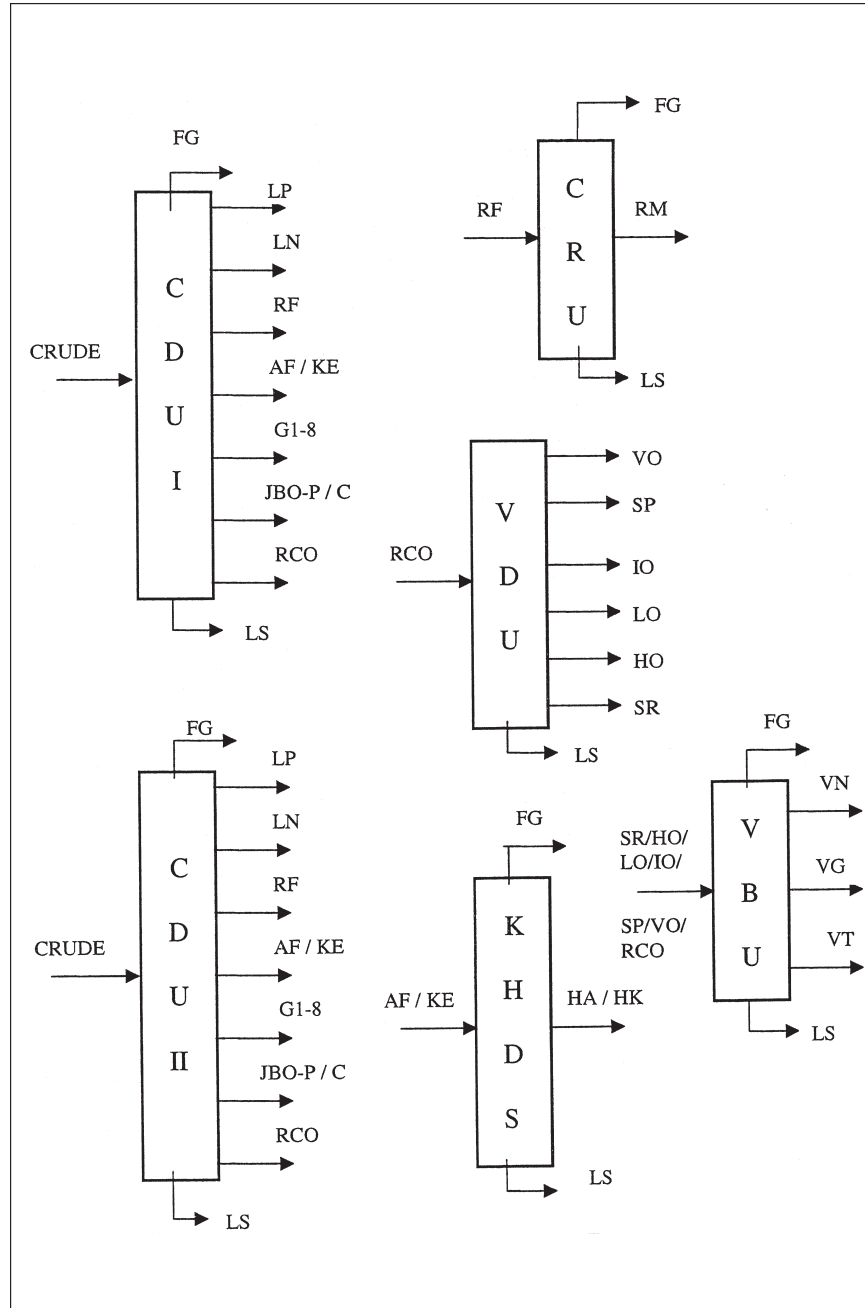 FG
LP
LN
RF
AF / KE
G1-8
JBO-P / C
RCO
CRUDE
C
D
U
I
LS
FG
RF
C
R
U
RM
LS
RCO
V
D
U
VO
SP
IO
LO
HO
SR
LS
FG
LP
LN
RF
AF / KE
G1-8
JBO-P / C
RCO
CRUDE
C
D
U
II
LS
FG
AF / KE
K
H
D
S
HA / HK
LS
FG
SR/HO/
LO/IO/
SP/VO/
RCO
V
B
U
VN
VG
VT
LS